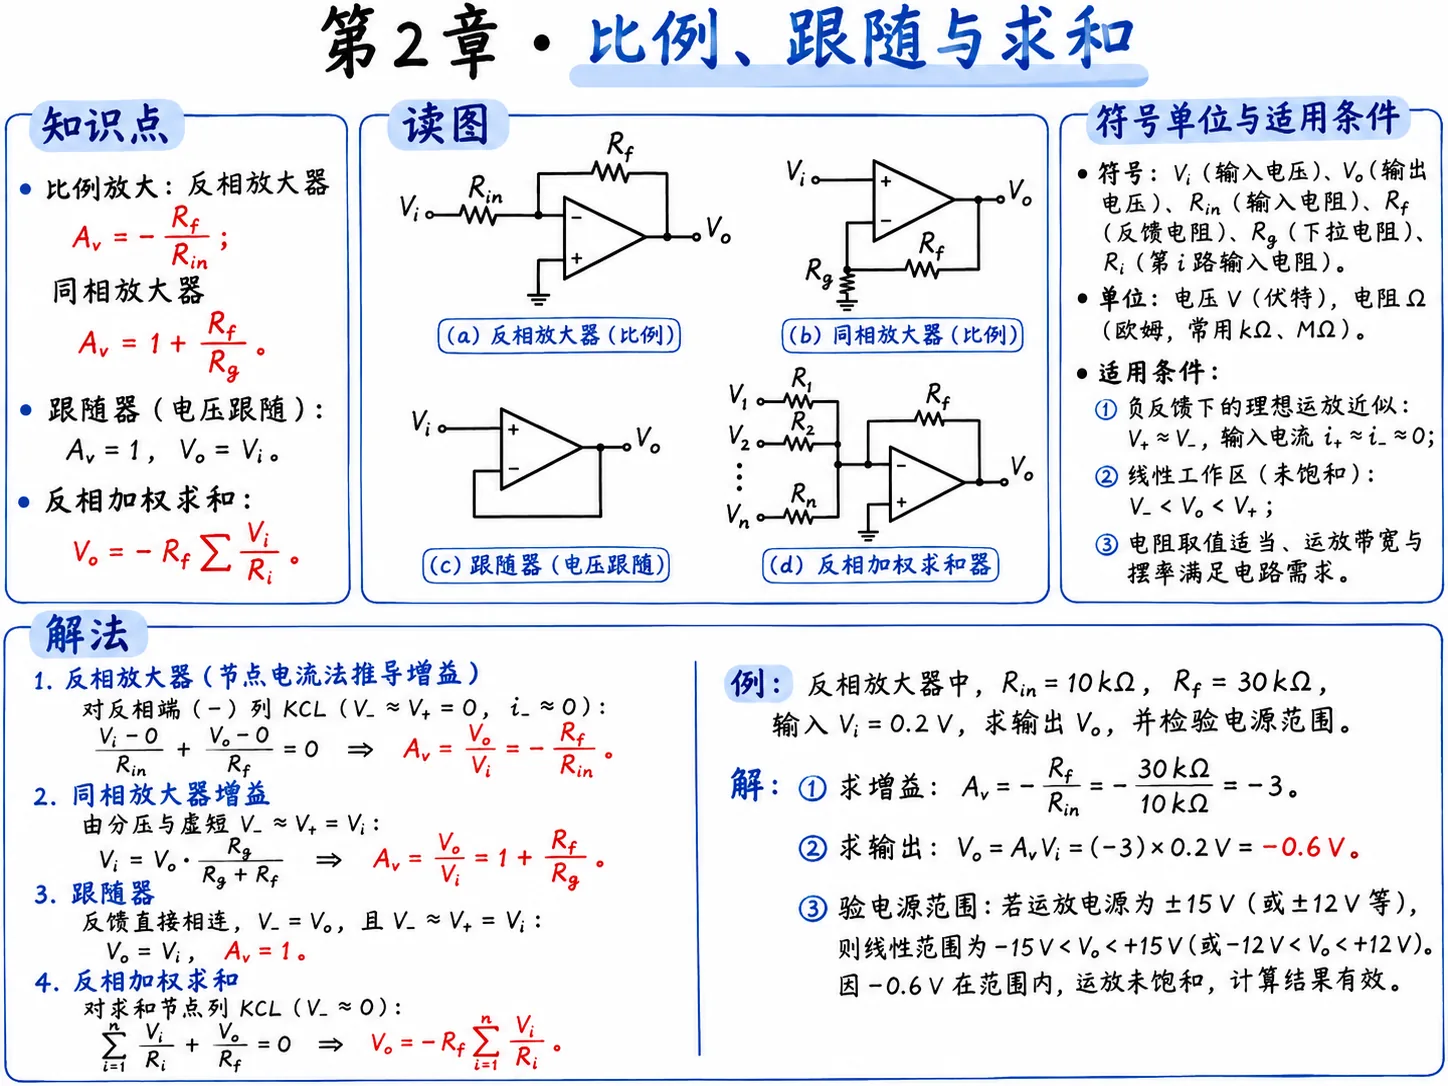 第2章·比例、跟随与求和
知识点
• 比例放大：反相放大器
A_v = - R_f / R_in ；
同相放大器
A_v = 1 + R_f / R_g 。
• 跟随器（电压跟随）：
A_v = 1， V_o = V_i。
• 反相加权求和：
V_o = - R_f ∑ V_i / R_i 。
读图
R_f
R_in
V_i
−
+
V_o
(a) 反相放大器（比例）
V_i
+
−
V_o
R_f
R_g
(b) 同相放大器（比例）
V_i
+
−
V_o
(c) 跟随器（电压跟随）
V_1 R_1
V_2 R_2
⋮
V_n R_n
R_f
−
+
V_o
(d) 反相加权求和器
符号单位与适用条件
• 符号：V_i（输入电压）、V_o（输出
电压）、R_in（输入电阻）、R_f
（反馈电阻）、R_g（下拉电阻）、
R_i（第 i 路输入电阻）。
• 单位：电压 V（伏特），电阻 Ω
（欧姆，常用 kΩ、MΩ）。
• 适用条件：
① 负反馈下的理想运放近似：
V_+ ≈ V_-，输入电流 i_+ ≈ i_- ≈ 0；
② 线性工作区（未饱和）：
V_- < V_o < V_+；
③ 电阻取值适当、运放带宽与
摆率满足电路需求。
解法
1. 反相放大器（节点电流法推导增益）
对反相端（−）列 KCL（V_- ≈ V_+ = 0， i_- ≈ 0）：
(V_i − 0) / R_in + (V_o − 0) / R_f = 0 ⇒ A_v = V_o / V_i = − R_f / R_in 。
2. 同相放大器增益
由分压与虚短 V_- ≈ V_+ = V_i：
V_i = V_o · R_g / (R_g + R_f) ⇒ A_v = V_o / V_i = 1 + R_f / R_g 。
3. 跟随器
反馈直接相连，V_- = V_o，且 V_- ≈ V_+ = V_i：
V_o = V_i， A_v = 1。
4. 反相加权求和
对求和节点列 KCL（V_- ≈ 0）：
∑_{i=1}^{n} V_i / R_i + V_o / R_f = 0 ⇒ V_o = − R_f ∑_{i=1}^{n} V_i / R_i 。
例：反相放大器中，R_in = 10 kΩ， R_f = 30 kΩ，
输入 V_i = 0.2 V，求输出 V_o，并检验电源范围。
解：① 求增益： A_v = − R_f / R_in = − 30 kΩ / 10 kΩ = −3。
② 求输出： V_o = A_v V_i = (−3) × 0.2 V = −0.6 V。
③ 验电源范围：若运放电源为 ±15 V（或 ±12 V 等），
则线性范围为 −15 V < V_o < +15 V（或 −12 V < V_o < +12 V）。
因 −0.6 V 在范围内，运放未饱和，计算结果有效。